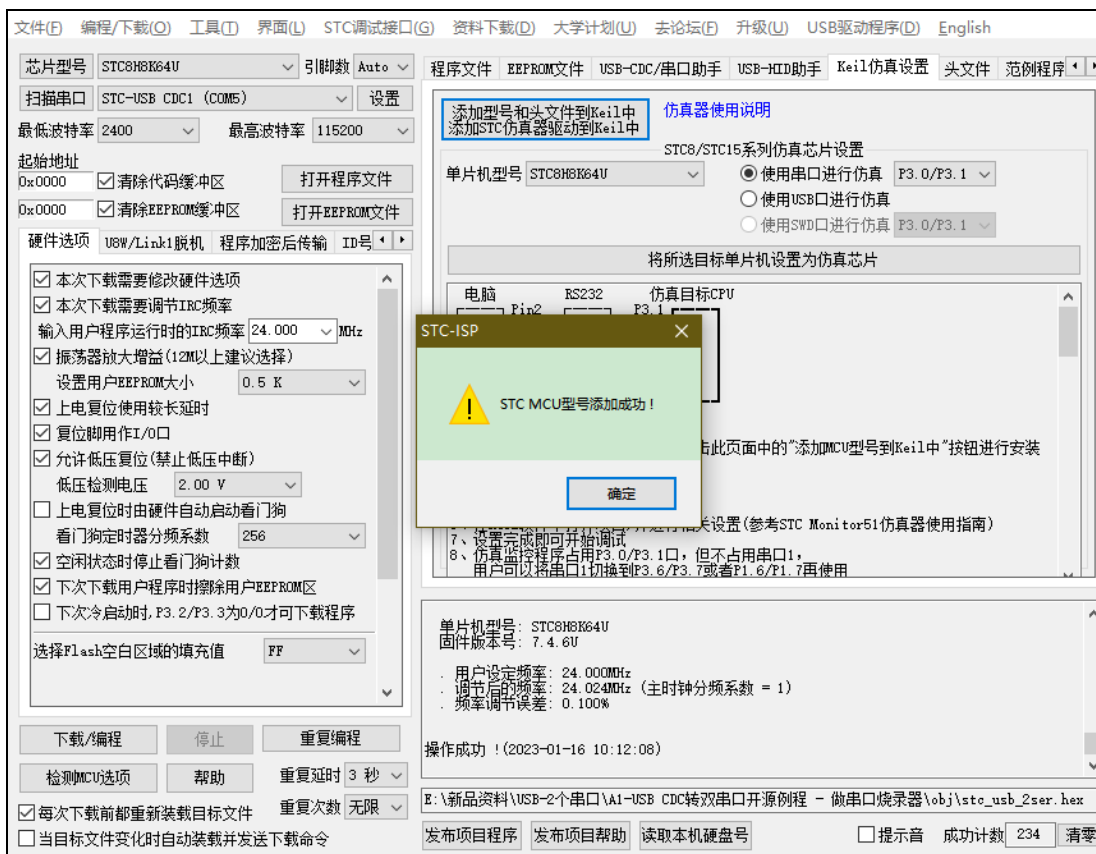 文件(F) 编程/下载(O) 工具(T) 界面(L) STC调试接口(G) 资料下载(D) 大学计划(U) 去论坛(F) 升级(U) USB驱动程序(D) English
芯片型号 STC8H8K64U 引脚数 Auto
扫描串口 STC-USB CDC1 (COM5) 设置
最低波特率 2400 最高波特率 115200
起始地址
0x0000 清除代码缓冲区 打开程序文件
0x0000 清除EEPROM缓冲区 打开EEPROM文件
硬件选项 U8W/Link1脱机 程序加密后传输 ID号
本次下载需要修改硬件选项
本次下载需要调节IRC频率
输入用户程序运行时的IRC频率 24.000 MHz
振荡器放大增益(12M以上建议选择)
设置用户EEPROM大小 0.5 K
上电复位使用较长延时
复位脚用作I/O口
允许低压复位(禁止低压中断)
低压检测电压 2.00 V
上电复位时由硬件自动启动看门狗
看门狗定时器分频系数 256
空闲状态时停止看门狗计数
下次下载用户程序时擦除用户EEPROM区
下次冷启动时,P3.2/P3.3为0/0才可下载程序
选择Flash空白区域的填充值 FF
下载/编程 停止 重复编程
检测MCU选项 帮助 重复延时 3 秒
每次下载前都重新装载目标文件 重复次数 无限
当目标文件变化时自动装载并发送下载命令
程序文件 EEPROM文件 USB-CDC/串口助手 USB-HID助手 Keil仿真设置 头文件 范例程序
添加型号和头文件到Keil中
添加STC仿真器驱动到Keil中
仿真器使用说明
STC8/STC15系列仿真芯片设置
单片机型号 STC8H8K64U 使用串口进行仿真 P3.0/P3.1
使用USB口进行仿真
使用SWD口进行仿真 P3.0/P3.1
将所选目标单片机设置为仿真芯片
电脑 RS232 仿真目标CPU
Pin2 P3.1
STC-ISP
STC MCU型号添加成功!
确定
击此页面中的"添加MCU型号到Keil中"按钮进行安装
相关设置(参考STC Monitor51仿真器使用指南)
7、设置完成即可开始调试
8、仿真监控程序占用P3.0/P3.1口，但不占用串口1，
用户可以将串口1切换到P3.6/P3.7或者P1.6/P1.7再使用
单片机型号: STC8H8K64U
固件版本号: 7.4.6U
. 用户设定频率: 24.000MHz
. 调节后的频率: 24.024MHz (主时钟分频系数 = 1)
. 频率调节误差: 0.100%
操作成功 !(2023-01-16 10:12:08)
E:\新品资料\USB-2个串口\A1-USB CDC转双串口开源例程 - 做串口烧录器\obj\stc_usb_2ser.hex
发布项目程序 发布项目帮助 读取本机硬盘号 提示音 成功计数 234 清零